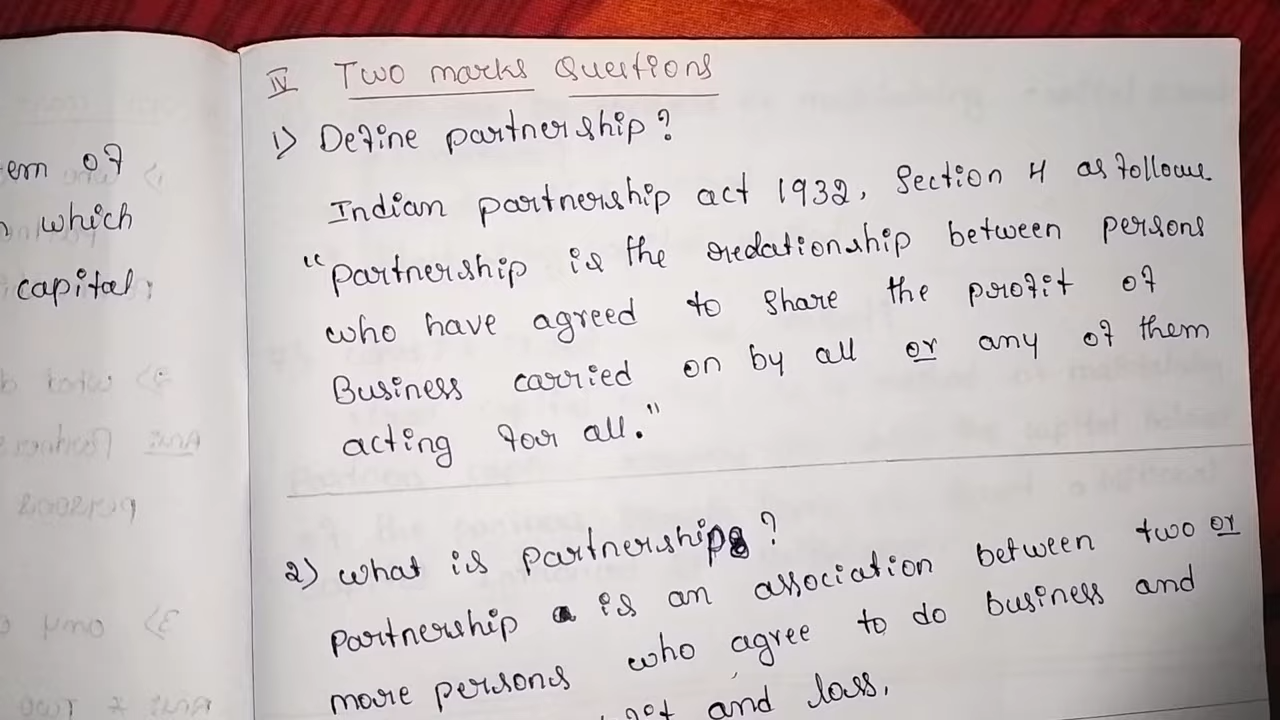 em of
which
capital,
IV Two marks Questions
1) Define partnership?
Indian partnership act 1932, Section 4 as follows
"partnership is the relationship between persons
who have agreed to share the profit of
Business carried on by all or any of them
acting for all."
2) what is partnership?
Partnership is an association between two or
more persons who agree to do business and
and loss.